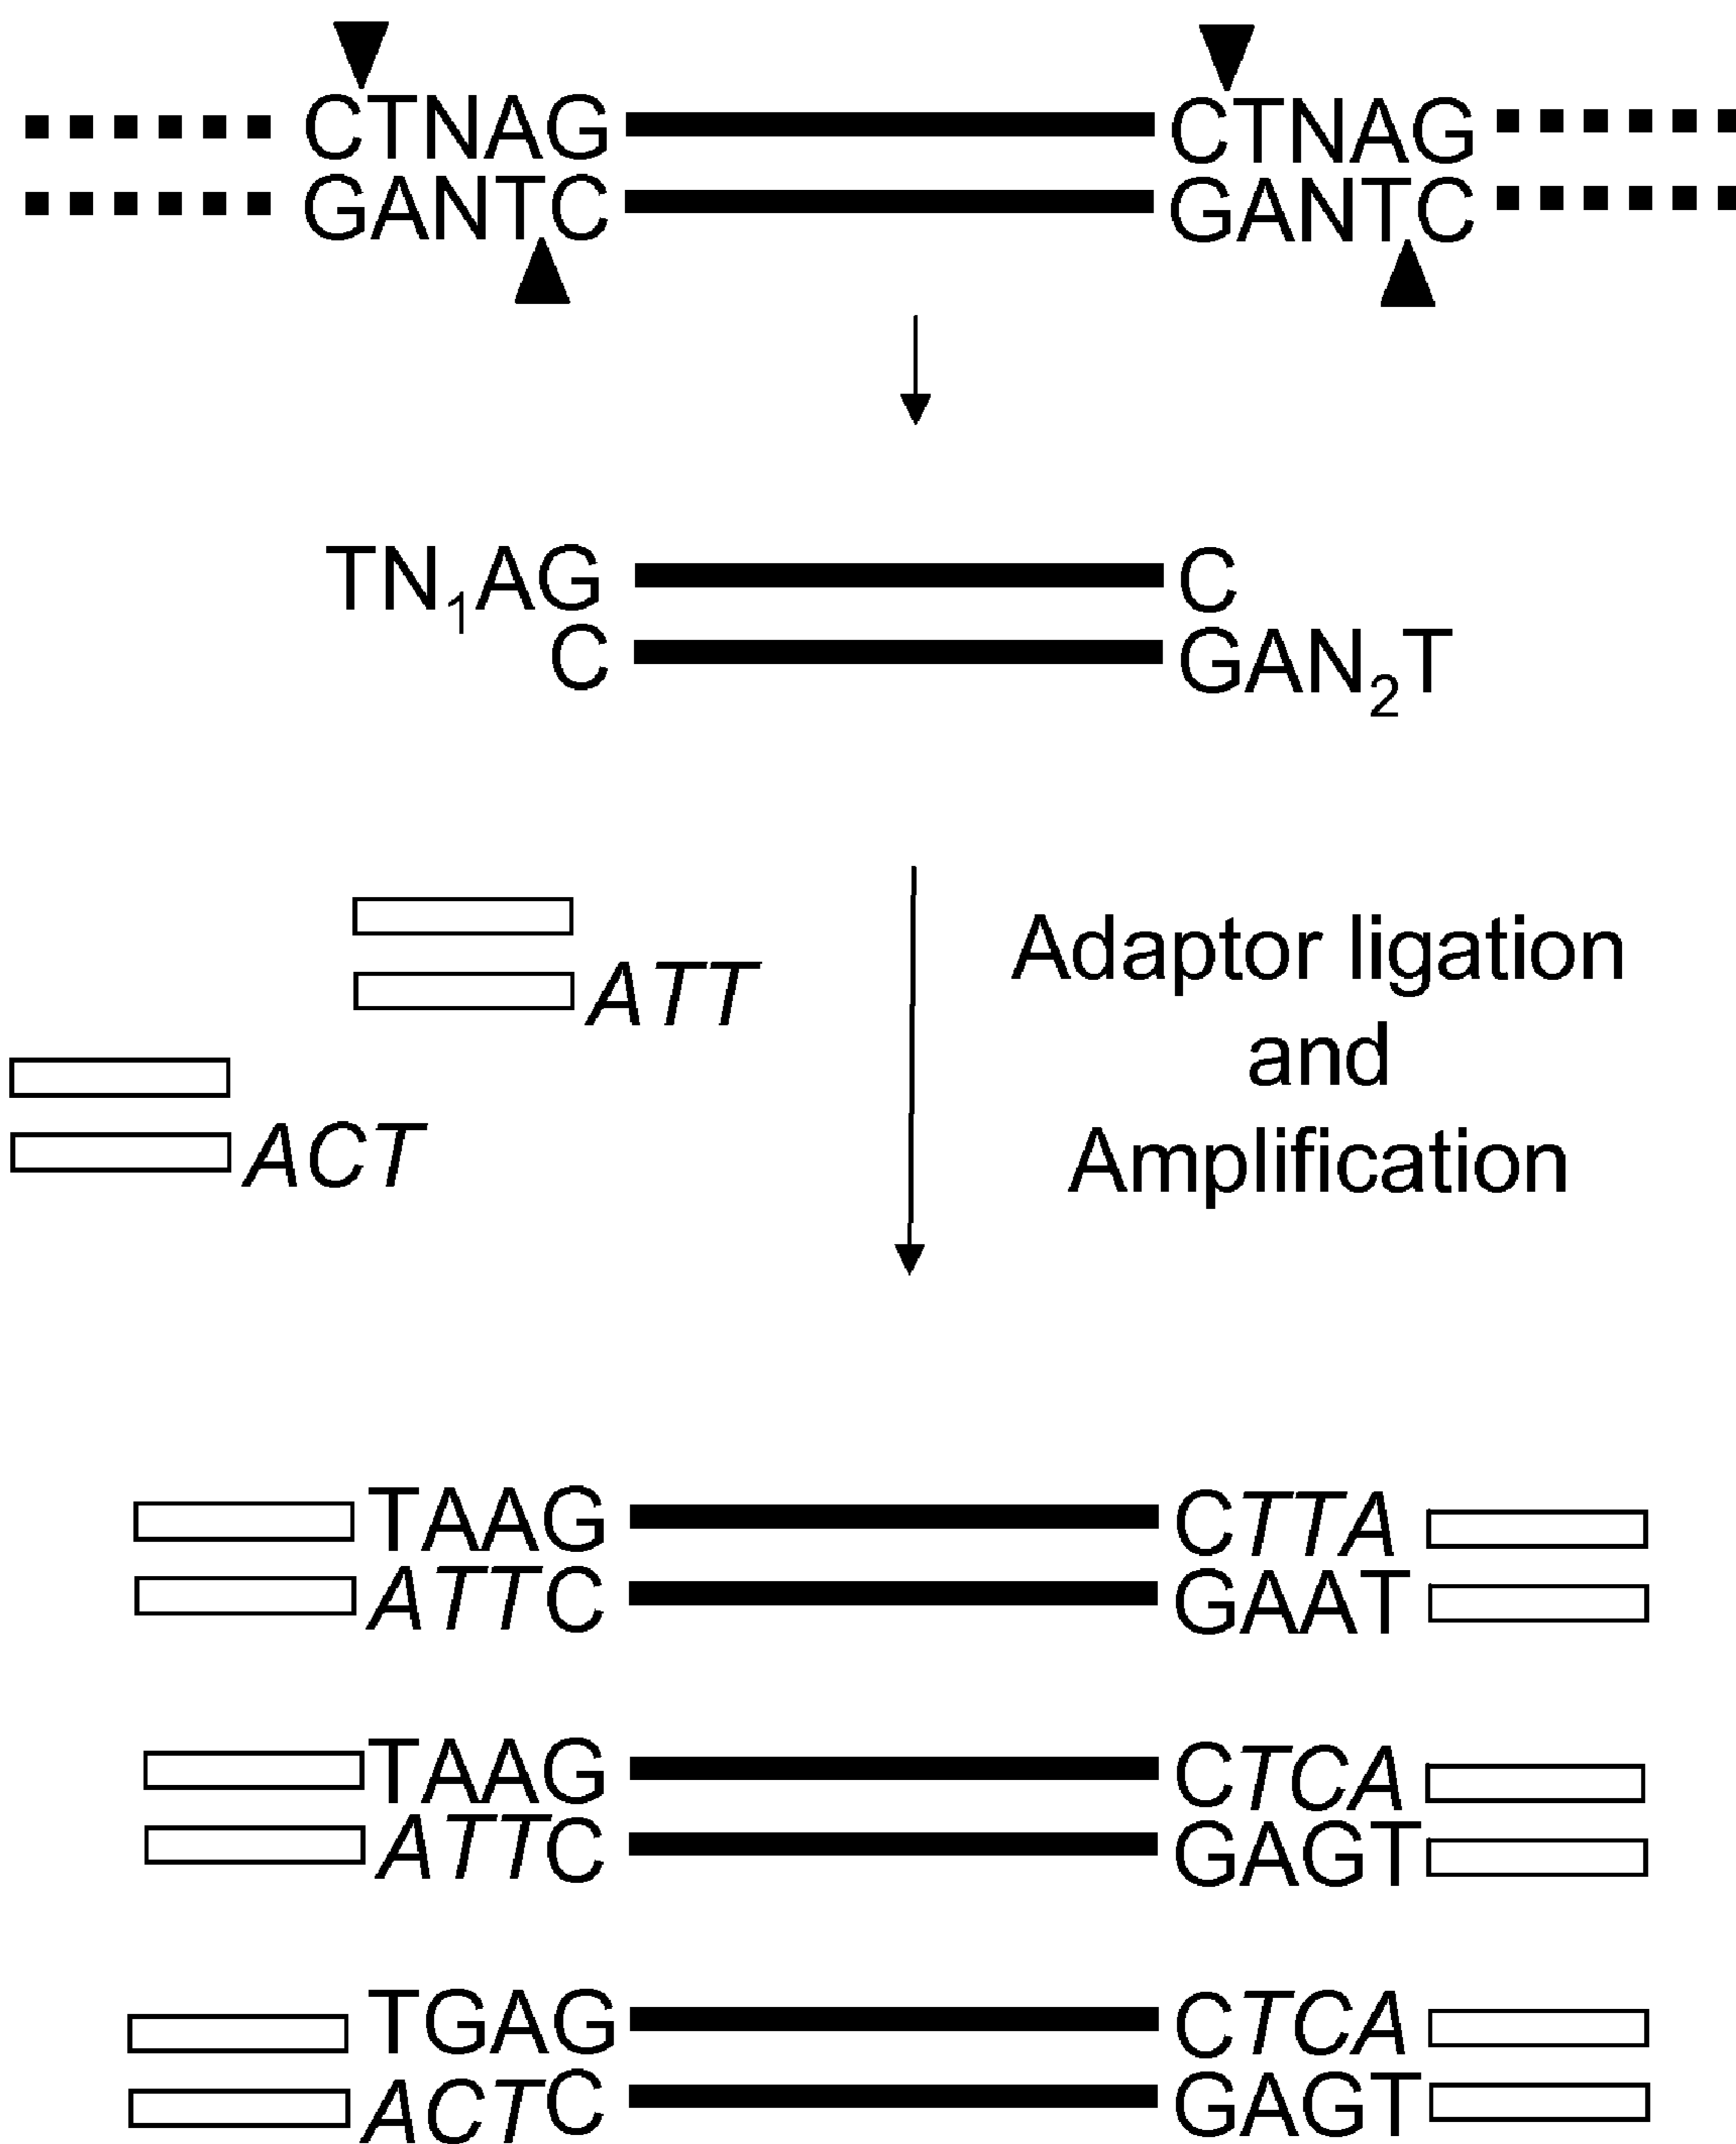 CTNAG CTNAG
GANTC GANTC
TN₁AG C
C GAN₂T
ATT
ACT
Adaptor ligation
and
Amplification
TAAG CTTA
ATTC GAAT
TAAG CTCA
ATTC GAGT
TGAG CTCA
ACTC GAGT